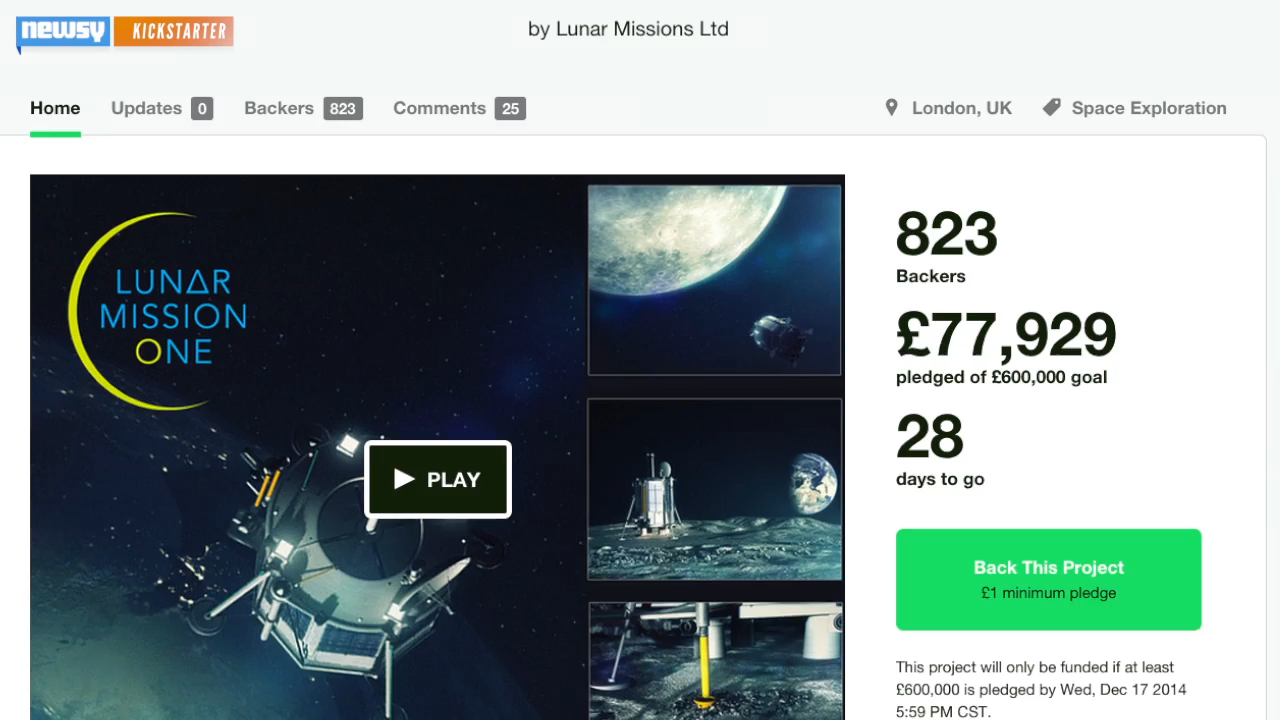 newsy KICKSTARTER
by Lunar Missions Ltd
Home Updates 0 Backers 823 Comments 25 London, UK Space Exploration
LUNAR
MISSION
ONE
PLAY
823
Backers
£77,929
pledged of £600,000 goal
28
days to go
Back This Project
£1 minimum pledge
This project will only be funded if at least
£600,000 is pledged by Wed, Dec 17 2014
5:59 PM CST.